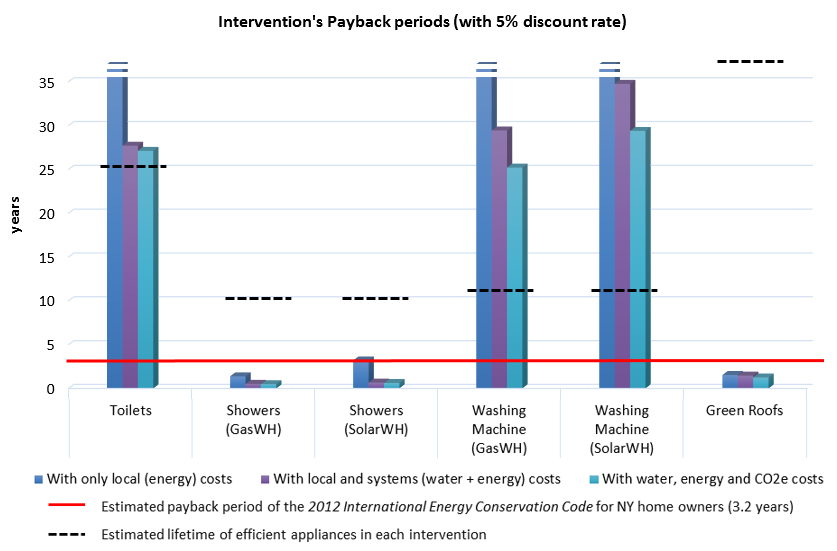 Intervention's Payback periods (with 5% discount rate)
35
30
25
20
15
10
5
0
years
Toilets
Showers
(GasWH)
Showers
(SolarWH)
Washing
Machine
(GasWH)
Washing
Machine
(SolarWH)
Green Roofs
With only local (energy) costs
With local and systems (water + energy) costs
With water, energy and CO2e costs
Estimated payback period of the 2012 International Energy Conservation Code for NY home owners (3.2 years)
Estimated lifetime of efficient appliances in each intervention